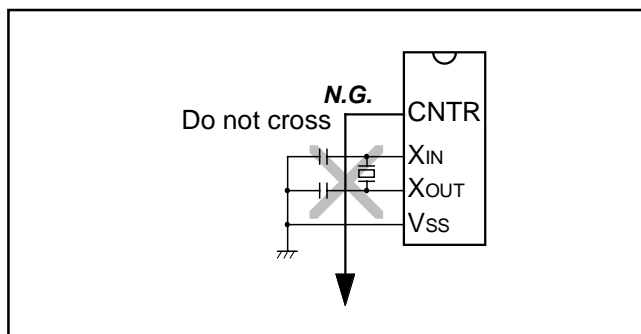 N.G.
Do not cross
CNTR
XIN
XOUT
VSS